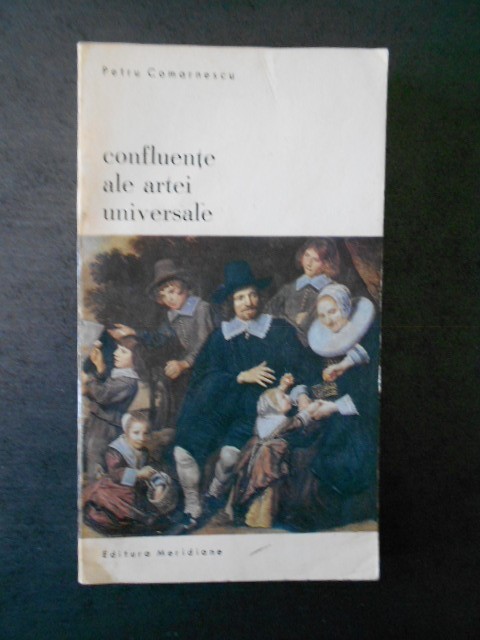 Petru Comarnescu
confluențe
ale artei
universale
Editura Meridiane